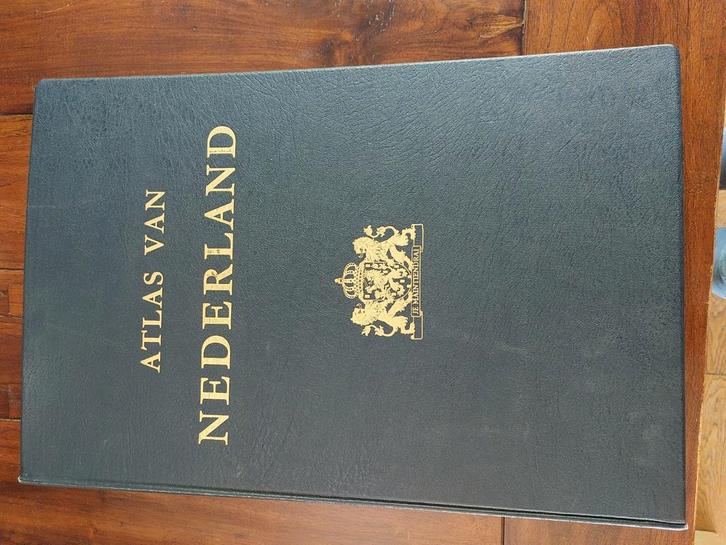 ATLAS VAN
NEDERLAND
JE MAINTIENDRAI